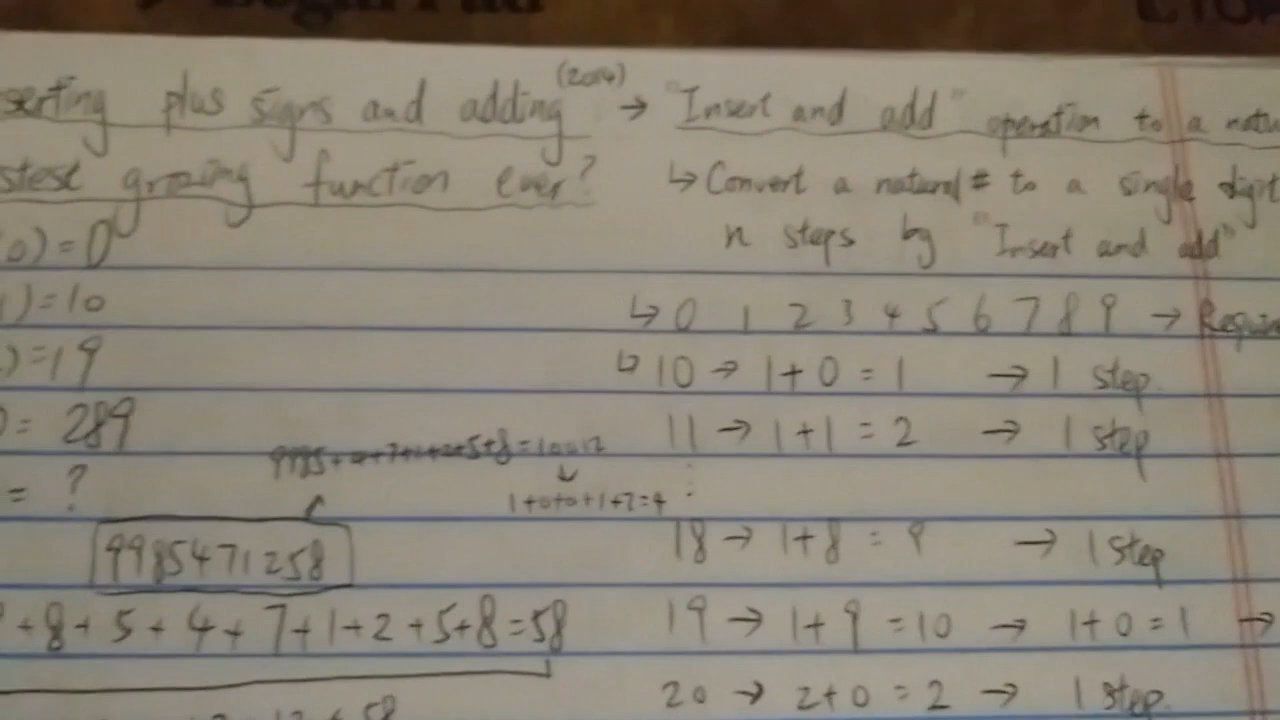 serting plus signs and adding (2014) → "Insert and add" operation to a natu
stest growing function ever?
0) = 0
) = 10
) = 19
) = 289
= ?
1+0+0+1+2=4
9985471258
+8+5+4+7+1+2+5+8=58
58
↳ Convert a natural # to a single digit
n steps by "Insert and add"
↳ 0 1 2 3 4 5 6 7 8 9 → Requir
↳ 10 → 1+0 = 1 → 1 step
11 → 1+1 = 2 → 1 step
⋮
18 → 1+8 = 9 → 1 step
19 → 1+9 = 10 → 1+0=1 →
20 → 2+0 = 2 → 1 step